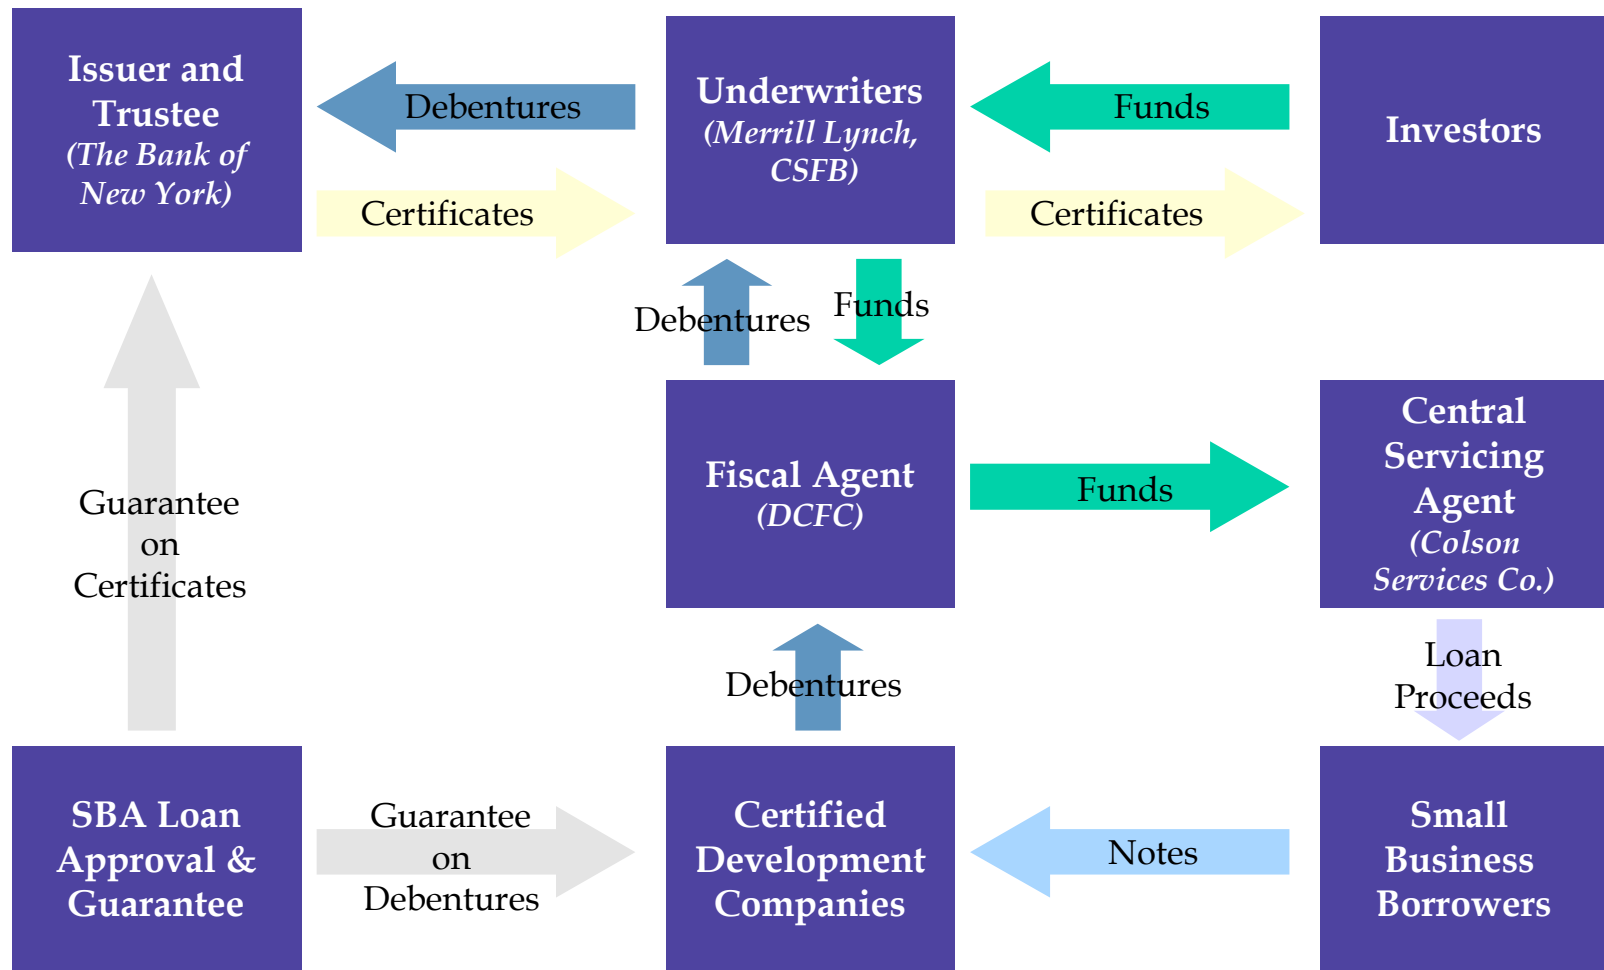 Issuer and
Trustee
(The Bank of
New York)
Debentures
Certificates
Underwriters
(Merrill Lynch,
CSFB)
Funds
Certificates
Investors
Debentures
Funds
Guarantee
on
Certificates
Fiscal Agent
(DCFC)
Funds
Central
Servicing
Agent
(Colson
Services Co.)
Debentures
Loan
Proceeds
SBA Loan
Approval &
Guarantee
Guarantee
on
Debentures
Certified
Development
Companies
Notes
Small
Business
Borrowers